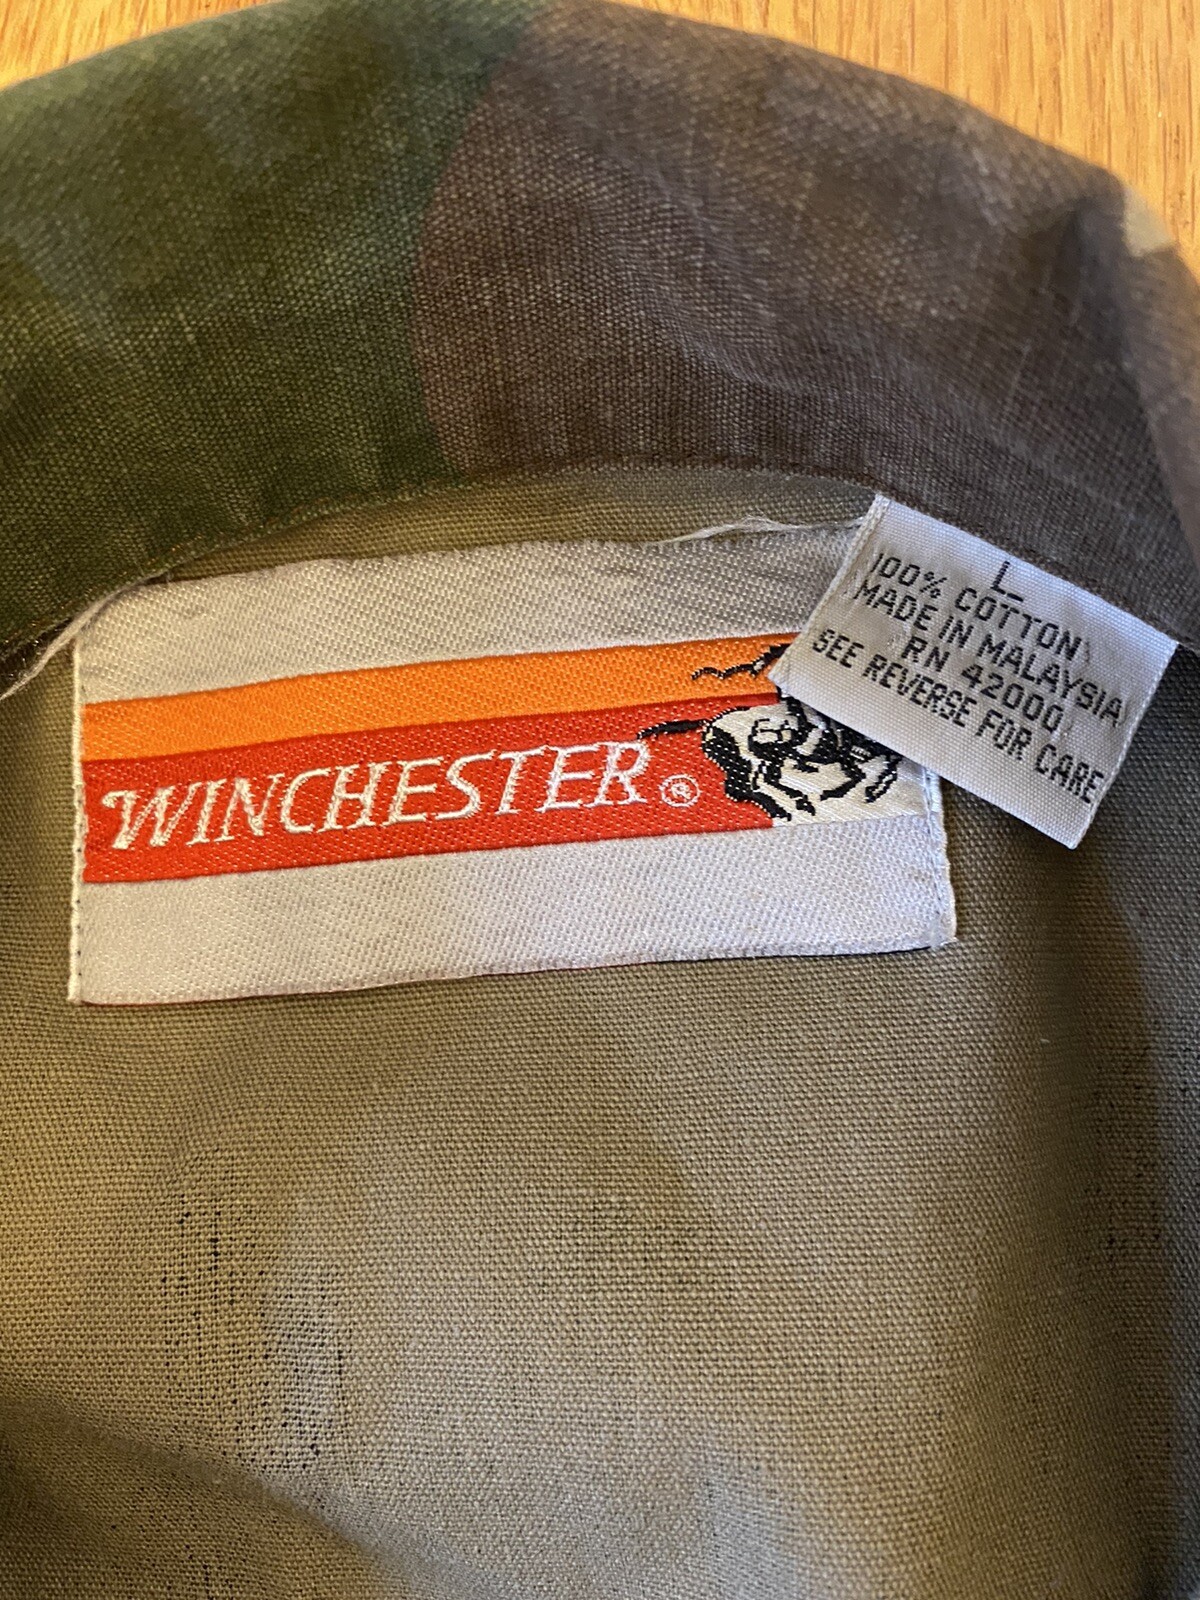 WINCHESTER®
L
100% COTTON
MADE IN MALAYSIA
RN 42000
SEE REVERSE FOR CARE